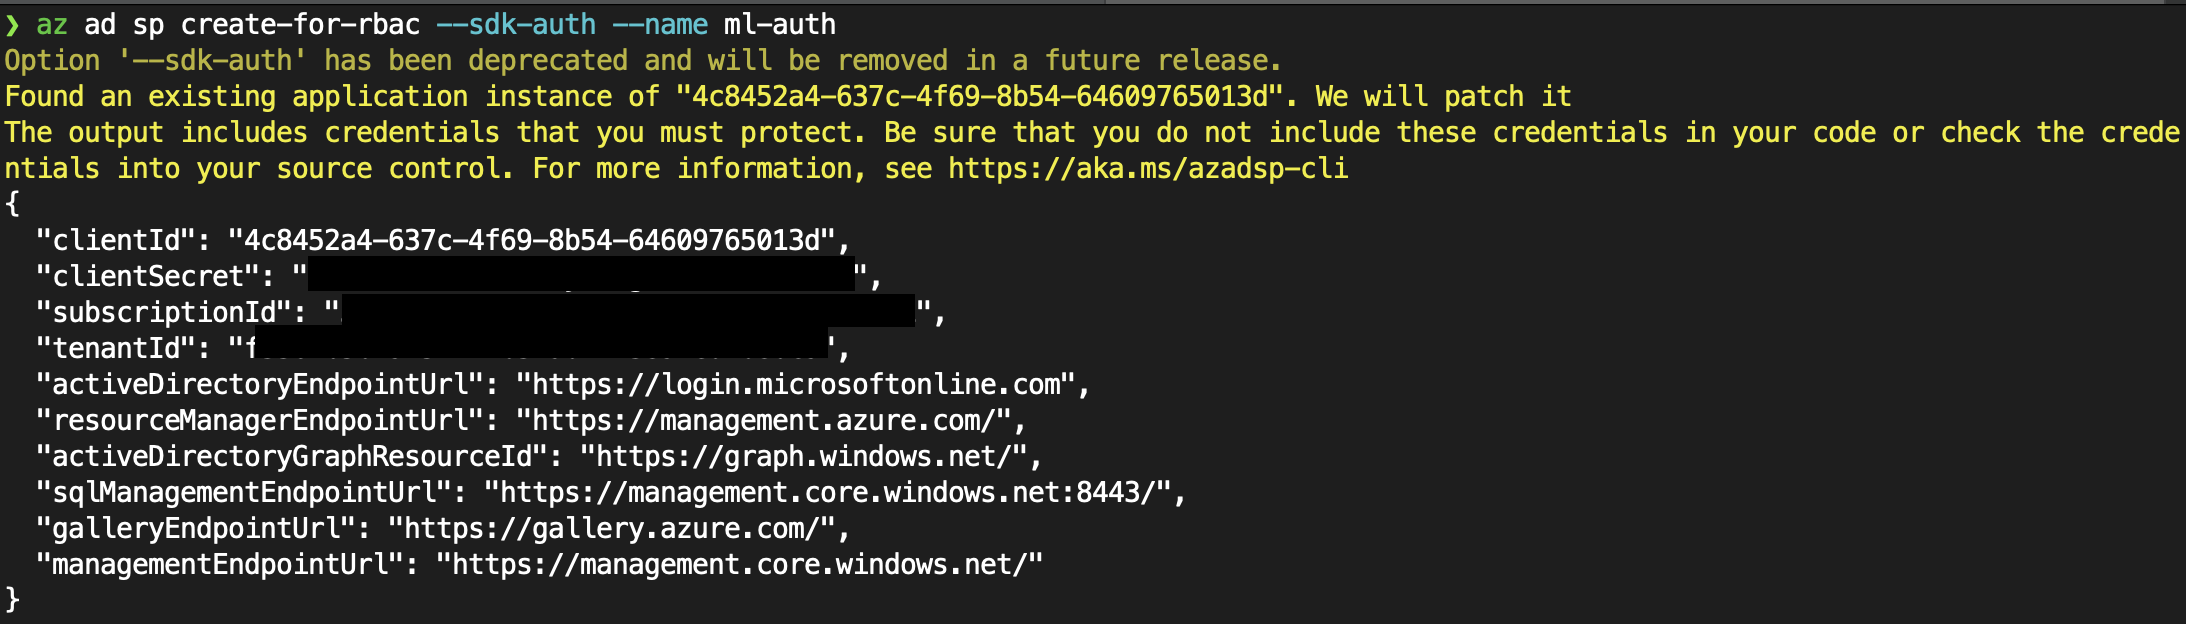 ❯ az ad sp create-for-rbac --sdk-auth --name ml-auth
Option '--sdk-auth' has been deprecated and will be removed in a future release.
Found an existing application instance of "4c8452a4-637c-4f69-8b54-64609765013d". We will patch it
The output includes credentials that you must protect. Be sure that you do not include these credentials in your code or check the crede
ntials into your source control. For more information, see https://aka.ms/azadsp-cli
{
  "clientId": "4c8452a4-637c-4f69-8b54-64609765013d",
  "clientSecret": "",
  "subscriptionId": "",
  "tenantId": "f",
  "activeDirectoryEndpointUrl": "https://login.microsoftonline.com",
  "resourceManagerEndpointUrl": "https://management.azure.com/",
  "activeDirectoryGraphResourceId": "https://graph.windows.net/",
  "sqlManagementEndpointUrl": "https://management.core.windows.net:8443/",
  "galleryEndpointUrl": "https://gallery.azure.com/",
  "managementEndpointUrl": "https://management.core.windows.net/"
}